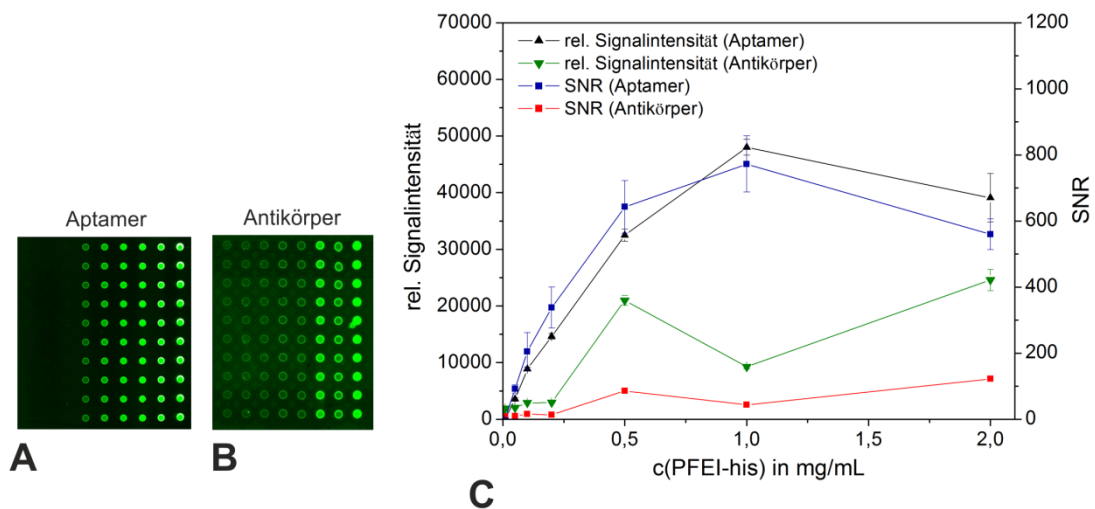 Aptamer
Antikörper
A
B
70000
60000
50000
40000
30000
20000
10000
0
rel. Signalintensität
rel. Signalintensität (Aptamer)
rel. Signalintensität (Antikörper)
SNR (Aptamer)
SNR (Antikörper)
1200
1000
800
600
400
200
0
SNR
0,0 0,5 1,0 1,5 2,0
c(PFEI-his) in mg/mL
C